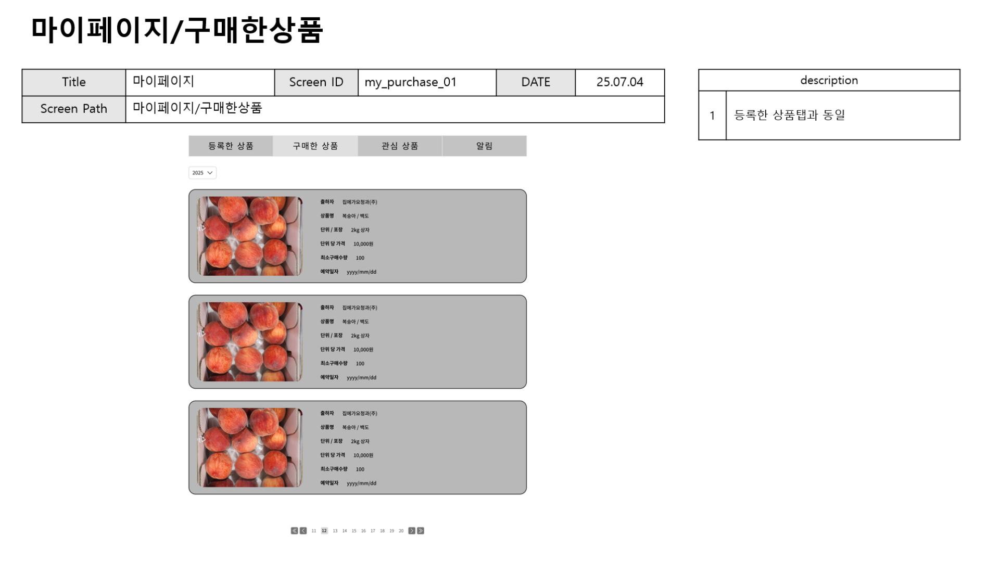 마이페이지/구매한상품
Title 마이페이지 Screen ID my_purchase_01 DATE 25.07.04
Screen Path 마이페이지/구매한상품
description
1 등록한 상품탭과 동일
등록한 상품 구매한 상품 관심 상품 알림
2025
출하자 집에가요청과(주)
상품명 복숭아 / 백도
단위 / 포장 2kg 상자
단위 당 가격 10,000원
최소구매수량 100
예약일자 yyyy/mm/dd
출하자 집에가요청과(주)
상품명 복숭아 / 백도
단위 / 포장 2kg 상자
단위 당 가격 10,000원
최소구매수량 100
예약일자 yyyy/mm/dd
출하자 집에가요청과(주)
상품명 복숭아 / 백도
단위 / 포장 2kg 상자
단위 당 가격 10,000원
최소구매수량 100
예약일자 yyyy/mm/dd
11 12 13 14 15 16 17 18 19 20